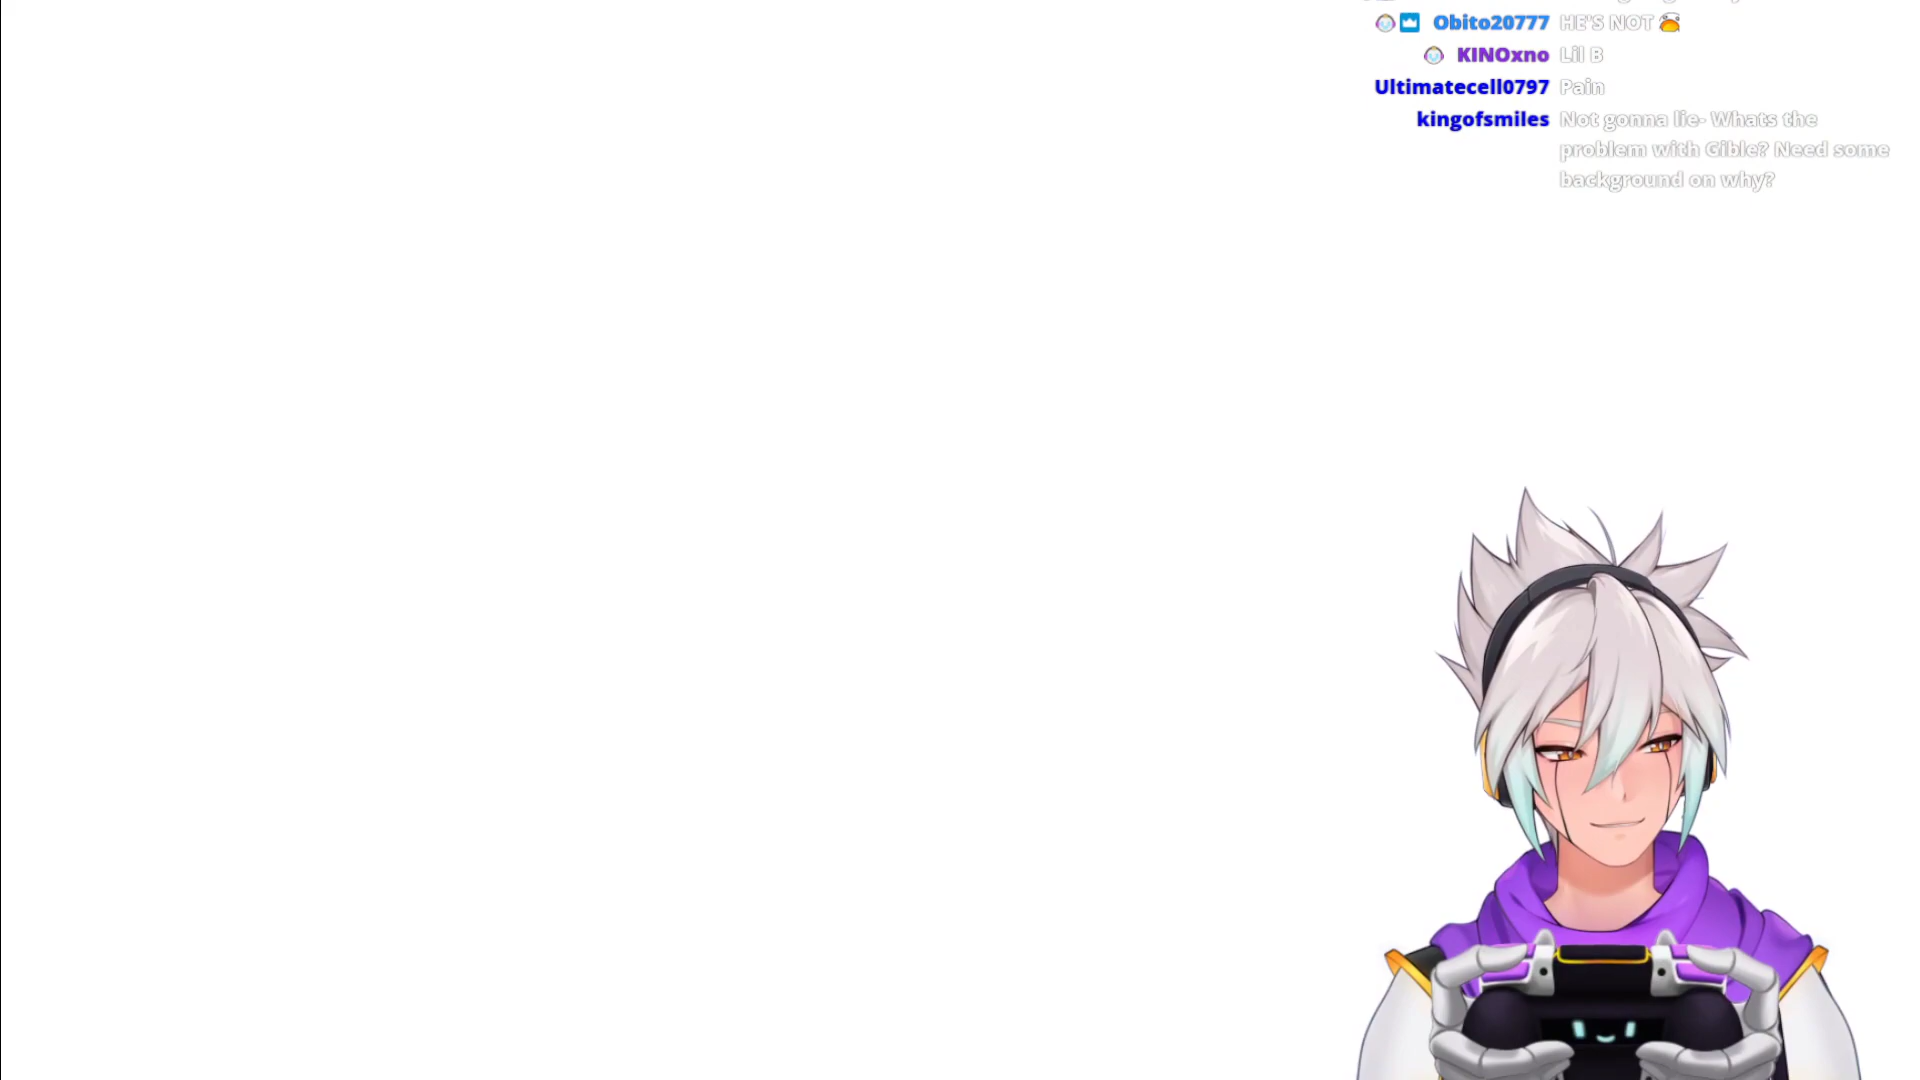 Obito20777 HE'S NOT
KINOxno Lil B
Ultimatecell0797 Pain
kingofsmiles Not gonna lie- Whats the
problem with Gible? Need some
background on why?